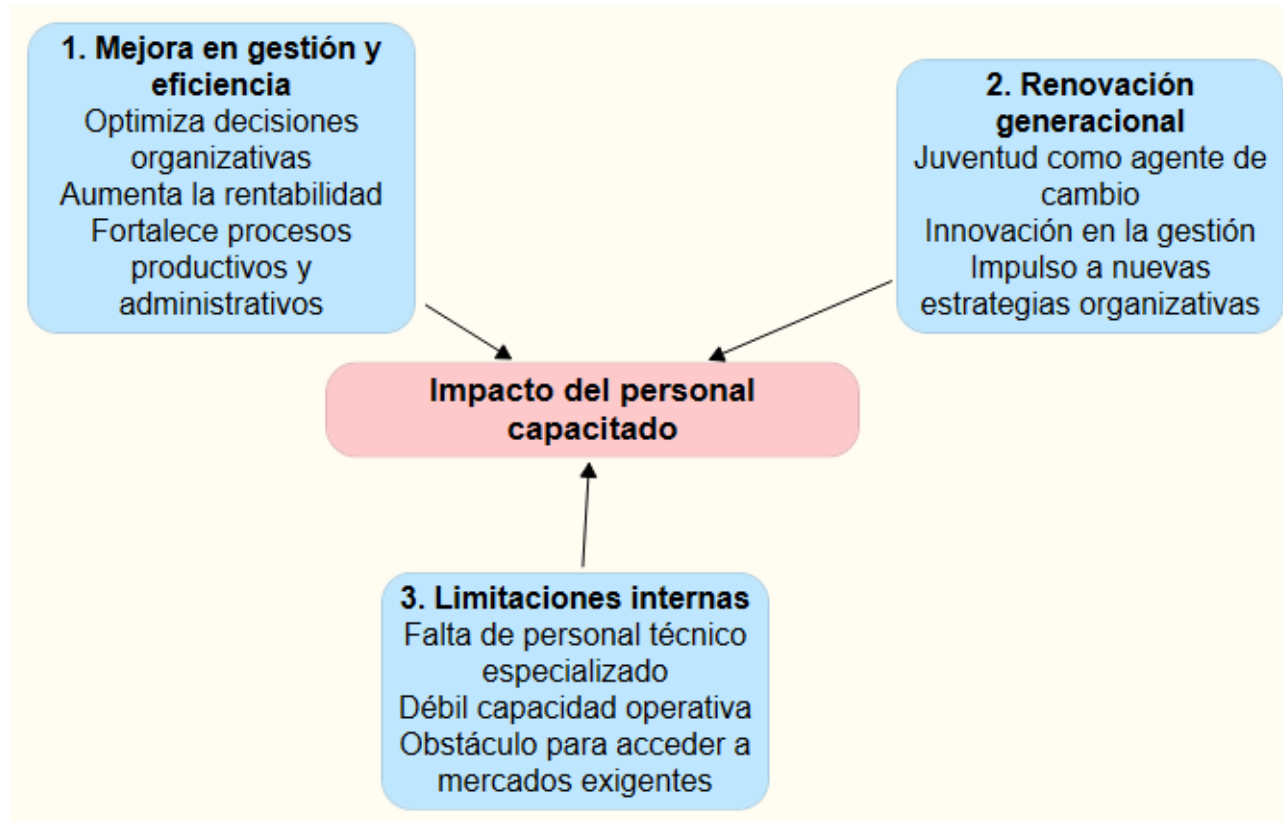 1. Mejora en gestión y
eficiencia
Optimiza decisiones
organizativas
Aumenta la rentabilidad
Fortalece procesos
productivos y
administrativos
2. Renovación
generacional
Juventud como agente de
cambio
Innovación en la gestión
Impulso a nuevas
estrategias organizativas
Impacto del personal
capacitado
3. Limitaciones internas
Falta de personal técnico
especializado
Débil capacidad operativa
Obstáculo para acceder a
mercados exigentes